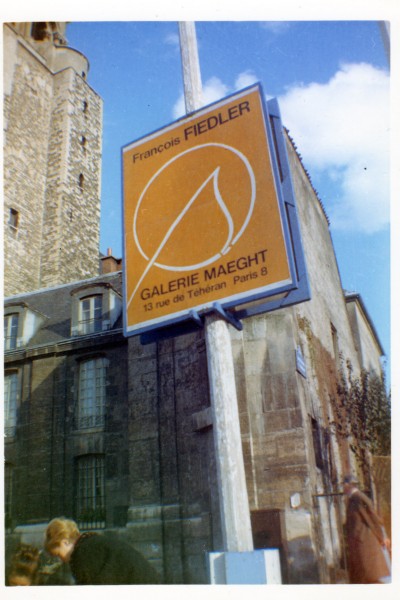 François FIEDLER
GALERIE MAEGHT
13 rue de Téhéran Paris 8